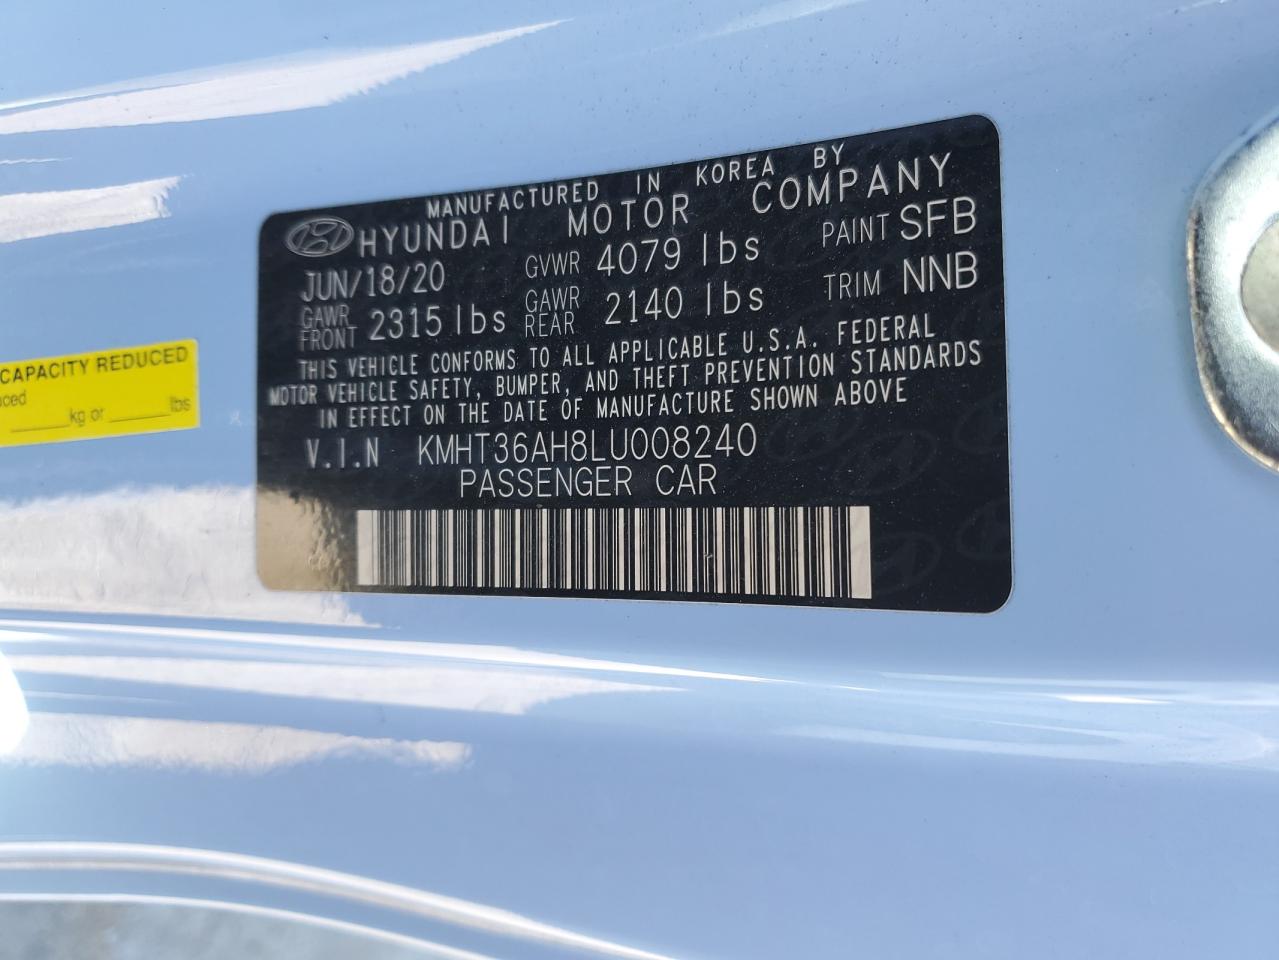 MANUFACTURED IN KOREA BY
HYUNDAI MOTOR COMPANY
JUN/18/20 GVWR 4079 lbs PAINT SFB
GAWR FRONT 2315 lbs GAWR REAR 2140 lbs TRIM NNB
THIS VEHICLE CONFORMS TO ALL APPLICABLE U.S.A. FEDERAL
MOTOR VEHICLE SAFETY, BUMPER, AND THEFT PREVENTION STANDARDS
IN EFFECT ON THE DATE OF MANUFACTURE SHOWN ABOVE
V.I.N KMHT36AH8LU008240
PASSENGER CAR
CAPACITY REDUCED
kg or lbs